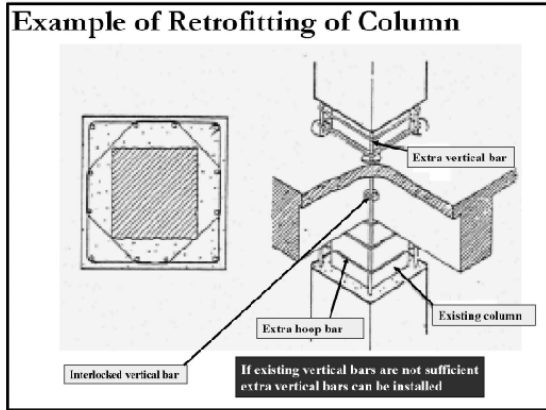 Example of Retrofitting of Column
Extra vertical bar
Existing column
Extra hoop bar
Interlocked vertical bar
If existing vertical bars are not sufficient
extra vertical bars can be installed